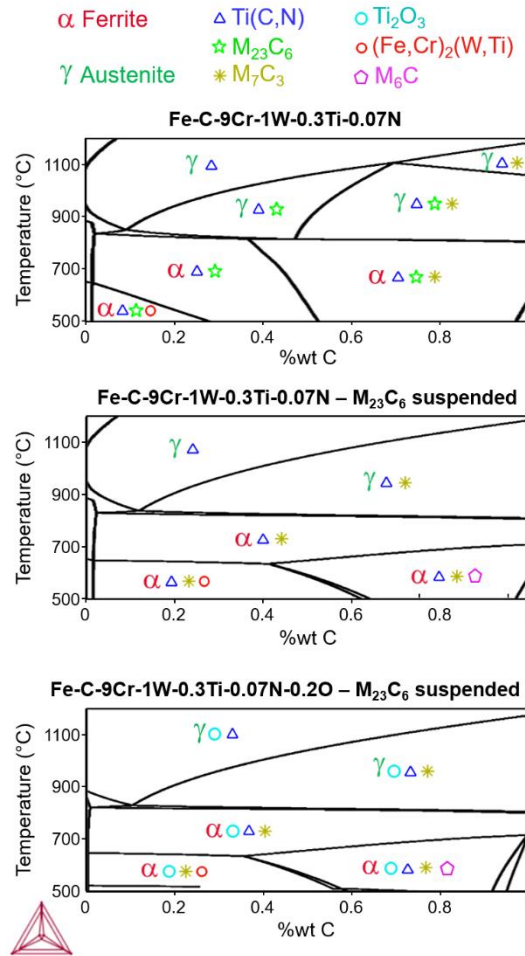 α Ferrite Ti(C,N) Ti₂O₃
M₂₃C₆ (Fe,Cr)₂(W,Ti)
γ Austenite M₇C₃ M₆C
Fe-C-9Cr-1W-0.3Ti-0.07N
Temperature (°C)
1100
900
700
500
γ
γ
γ
γ
α
α
α
0 0.2 0.4 0.6 0.8
%wt C
Fe-C-9Cr-1W-0.3Ti-0.07N – M₂₃C₆ suspended
Temperature (°C)
1100
900
700
500
γ
γ
α
α
α
0 0.2 0.4 0.6 0.8
%wt C
Fe-C-9Cr-1W-0.3Ti-0.07N-0.2O – M₂₃C₆ suspended
Temperature (°C)
1100
900
700
500
γ
γ
α
α
α
0 0.2 0.4 0.6 0.8
%wt C